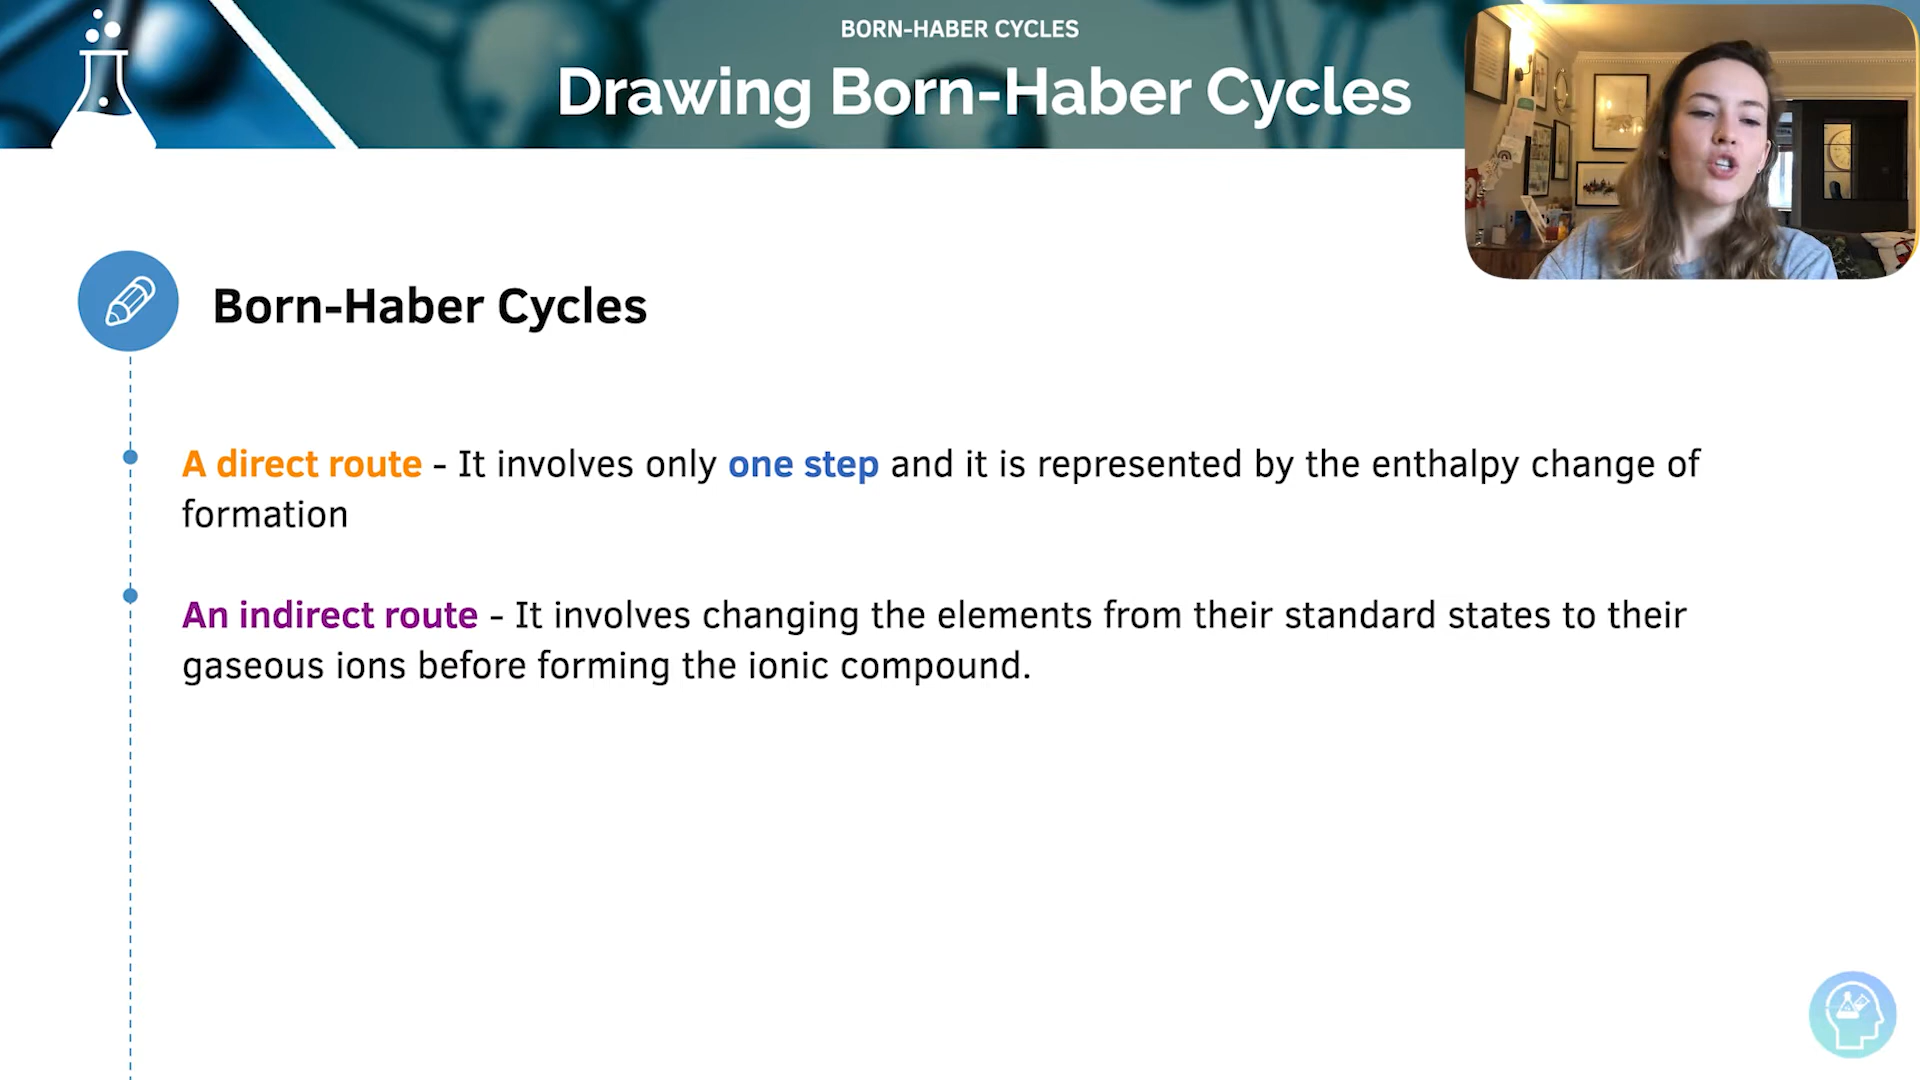 BORN-HABER CYCLES
Drawing Born-Haber Cycles
Born-Haber Cycles
A direct route - It involves only one step and it is represented by the enthalpy change of
formation
An indirect route - It involves changing the elements from their standard states to their
gaseous ions before forming the ionic compound.